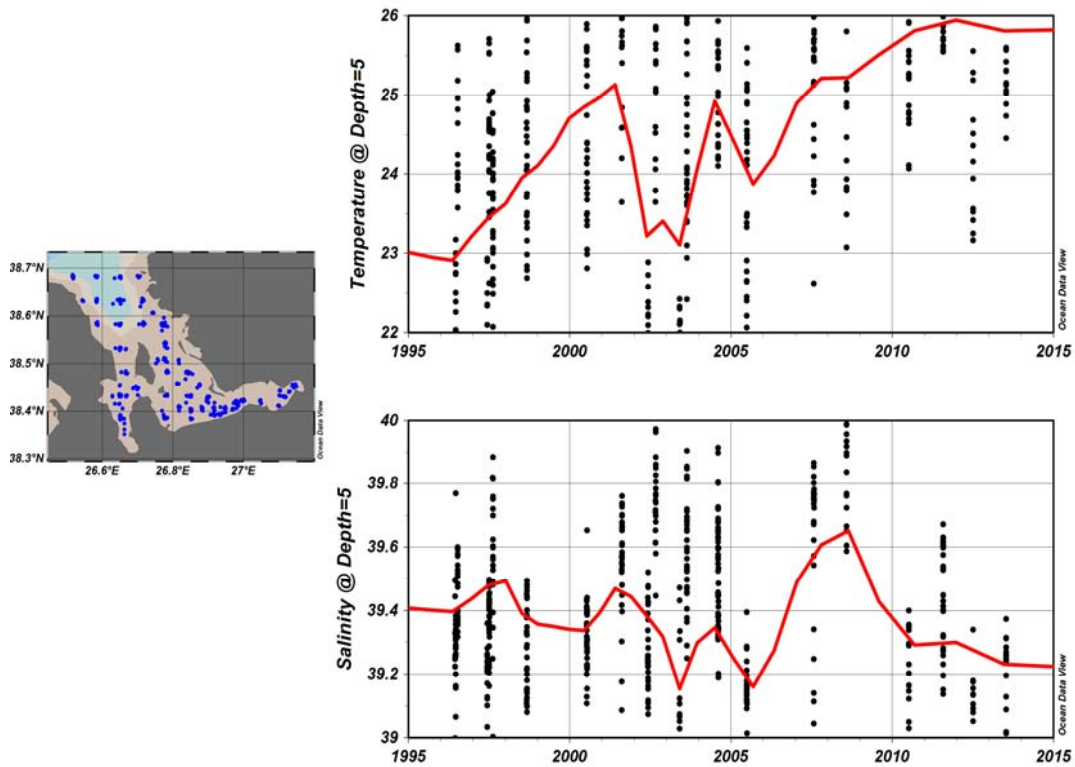 26
25
24
23
22
Temperature @ Depth=5
1995 2000 2005 2010 2015
Ocean Data View
38.7°N
38.6°N
38.5°N
38.4°N
38.3°N
26.6°E 26.8°E 27°E
Ocean Data View
40
39.8
39.6
39.4
39.2
39
Salinity @ Depth=5
1995 2000 2005 2010 2015
Ocean Data View